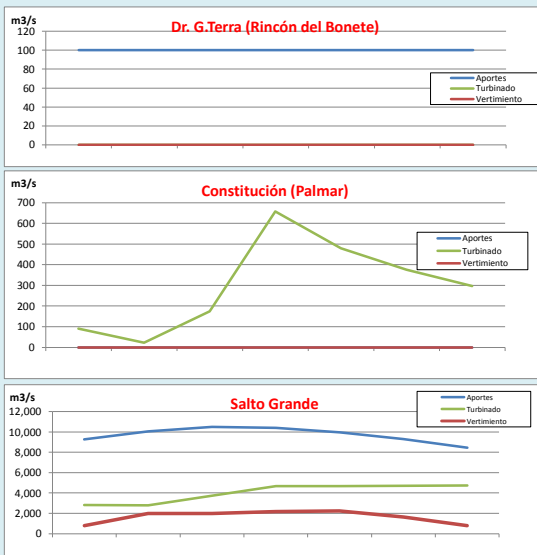 m3/s
Dr. G.Terra (Rincón del Bonete)
120
100
80
60
40
20
0
Aportes
Turbinado
Vertimiento
m3/s
Constitución (Palmar)
700
600
500
400
300
200
100
0
Aportes
Turbinado
Vertimiento
m3/s
Salto Grande
12,000
10,000
8,000
6,000
4,000
2,000
0
Aportes
Turbinado
Vertimiento